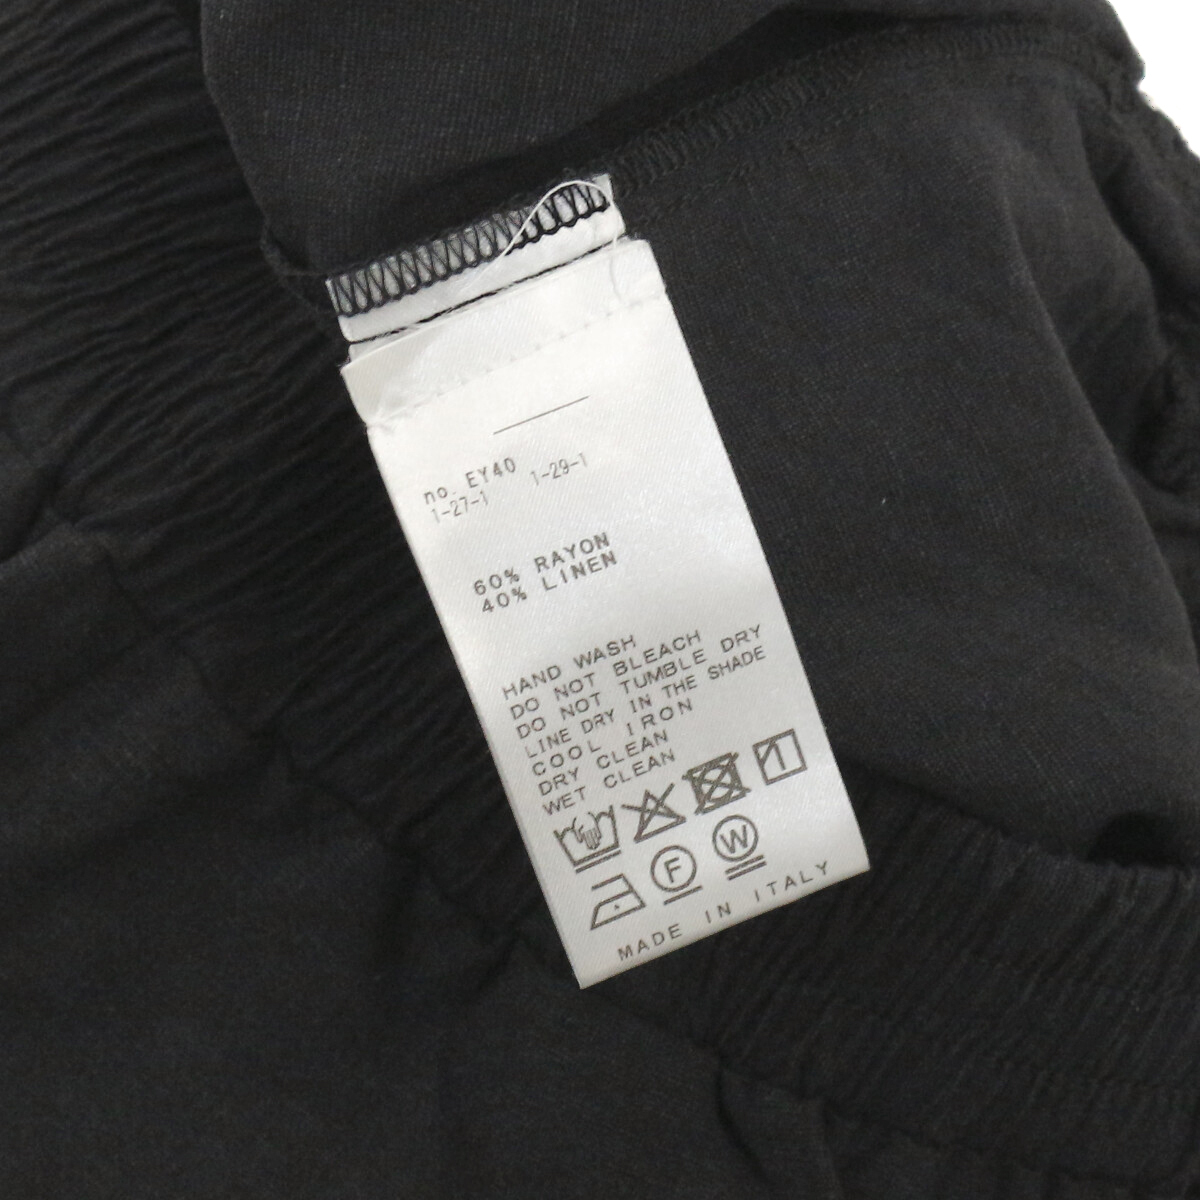 no. EY40
1-27-1 1-29-1
60% RAYON
40% LINEN
HAND WASH
DO NOT BLEACH
DO NOT TUMBLE DRY
LINE DRY IN THE SHADE
COOL IRON
DRY CLEAN
WET CLEAN
F W
MADE IN ITALY